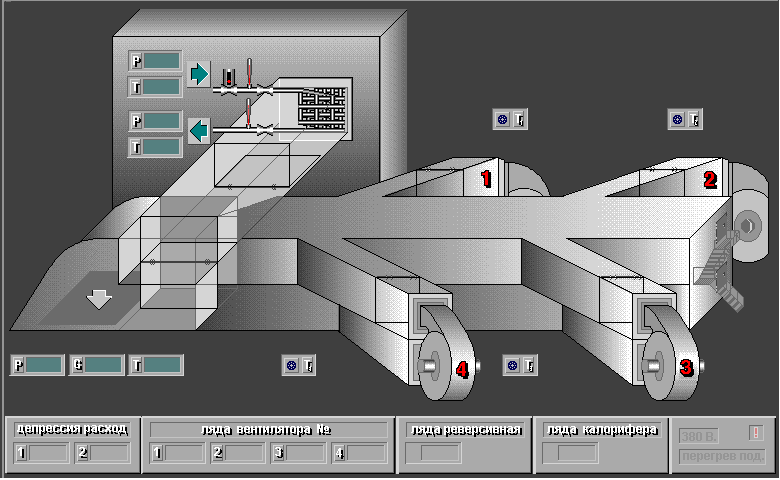 P
T
P
T
T
T
1
2
P G T
T
T
4
3
депрессия расход
1 2
ляда вентилятора №
1 2 3 4
ляда реверсивная
ляда калорифера
380 В. !
перегрев под.